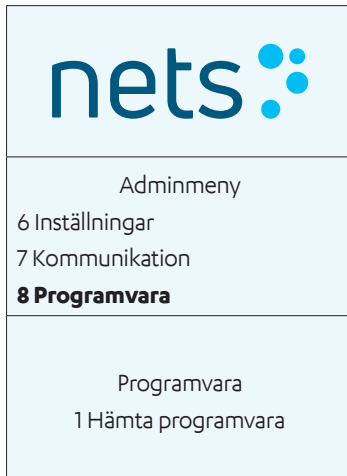 nets
Adminmeny
6 Inställningar
7 Kommunikation
8 Programvara
Programvara
1 Hämta programvara